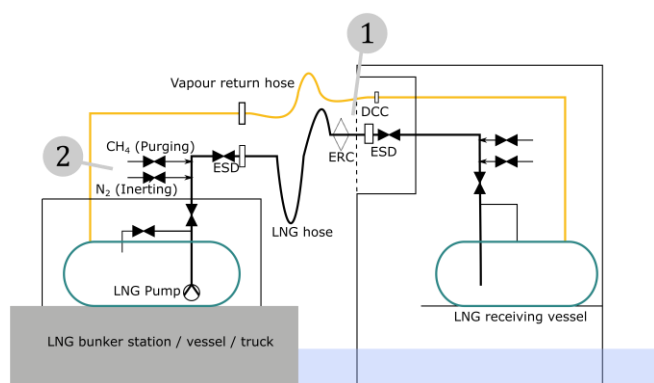 1
Vapour return hose
DCC
2
CH₄ (Purging)
ESD
N₂ (Inerting)
ERC
ESD
LNG hose
LNG Pump
LNG receiving vessel
LNG bunker station / vessel / truck